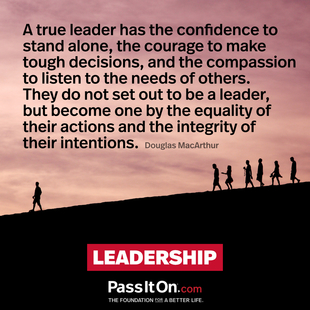 A true leader has the confidence to
stand alone, the courage to make
tough decisions, and the compassion
to listen to the needs of others.
They do not set out to be a leader,
but become one by the equality of
their actions and the integrity of
their intentions. Douglas MacArthur
LEADERSHIP
PassItOn.com
THE FOUNDATION FOR A BETTER LIFE.